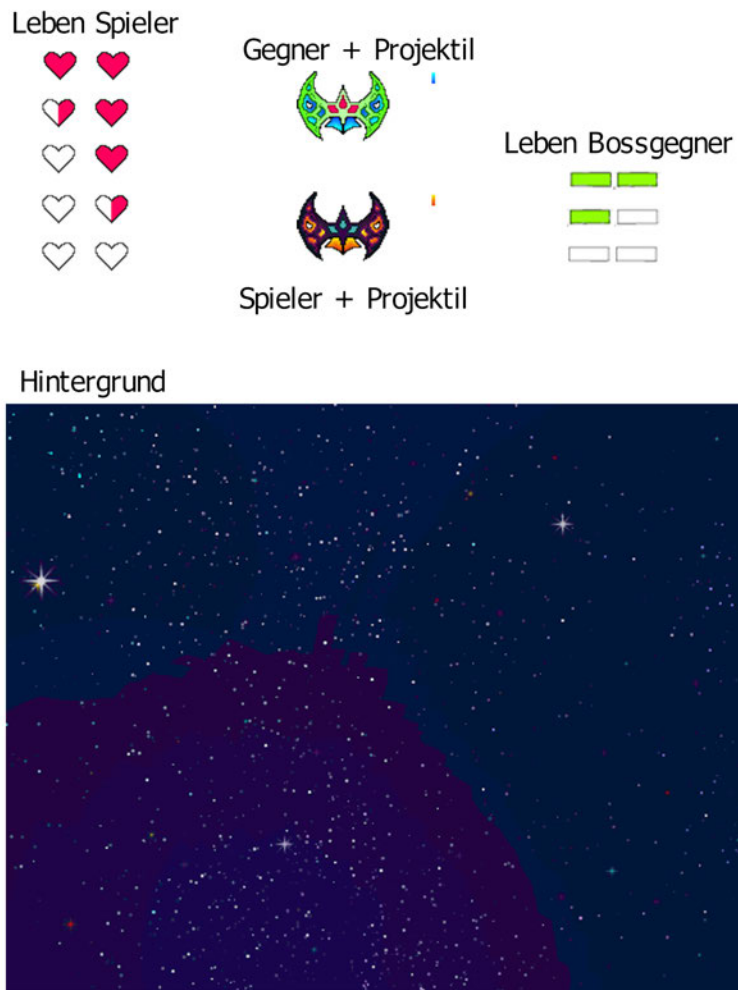 Leben Spieler
Gegner + Projektil
Leben Bossgegner
Spieler + Projektil
Hintergrund